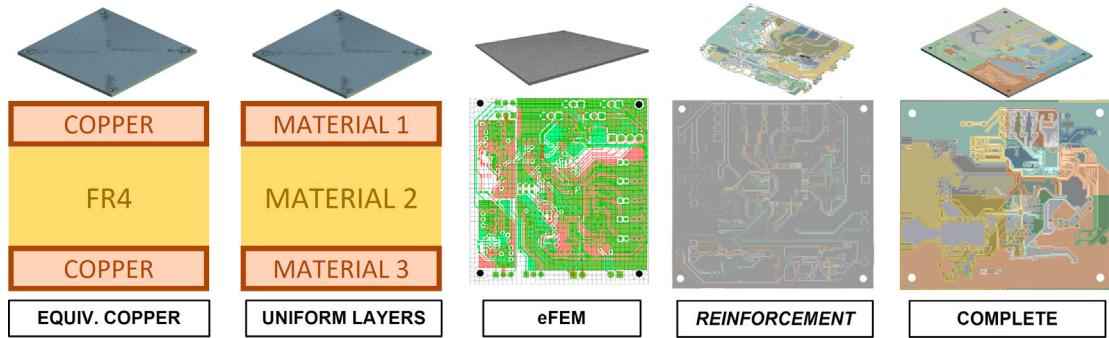 COPPER
FR4
COPPER
EQUIV. COPPER
MATERIAL 1
MATERIAL 2
MATERIAL 3
UNIFORM LAYERS
eFEM
REINFORCEMENT
COMPLETE